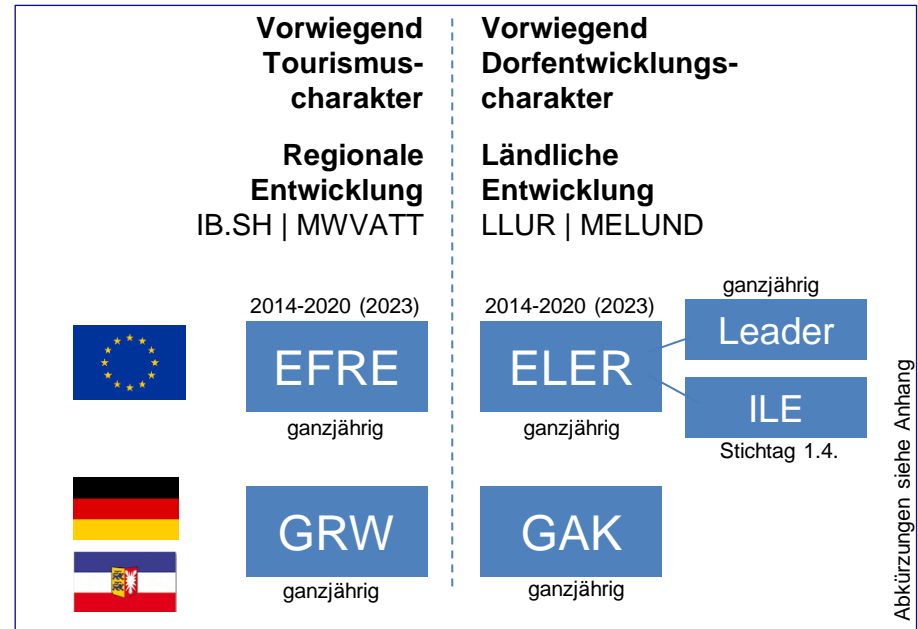 Vorwiegend
Tourismus-
charakter
Regionale
Entwicklung
IB.SH | MWVATT
Vorwiegend
Dorfentwicklungs-
charakter
Ländliche
Entwicklung
LLUR | MELUND
2014-2020 (2023)
EFRE
ganzjährig
2014-2020 (2023)
ELER
ganzjährig
ganzjährig
Leader
ILE
Stichtag 1.4.
GRW
ganzjährig
GAK
ganzjährig
Abkürzungen siehe Anhang